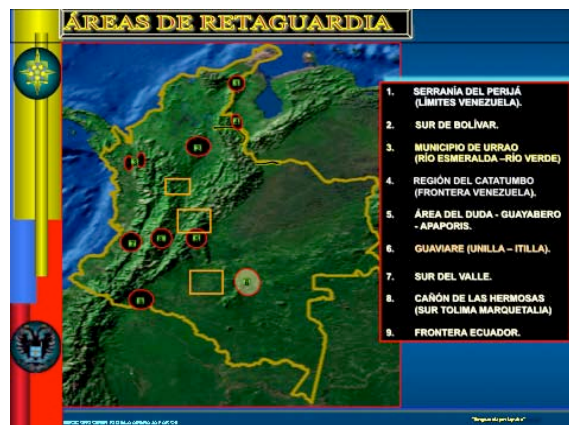 ÁREAS DE RETAGUARDIA
1. SERRANÍA DEL PERIJÁ
(LÍMITES VENEZUELA).
2. SUR DE BOLÍVAR.
3. MUNICIPIO DE URRAO
(RÍO ESMERALDA –RÍO VERDE)
4. REGIÓN DEL CATATUMBO
(FRONTERA VENEZUELA).
5. ÁREA DEL DUDA - GUAYABERO
- APAPORIS.
6. GUAVIARE (UNILLA – ITILLA).
7. SUR DEL VALLE.
8. CAÑÓN DE LAS HERMOSAS
(SUR TOLIMA MARQUETALIA)
9. FRONTERA ECUADOR.